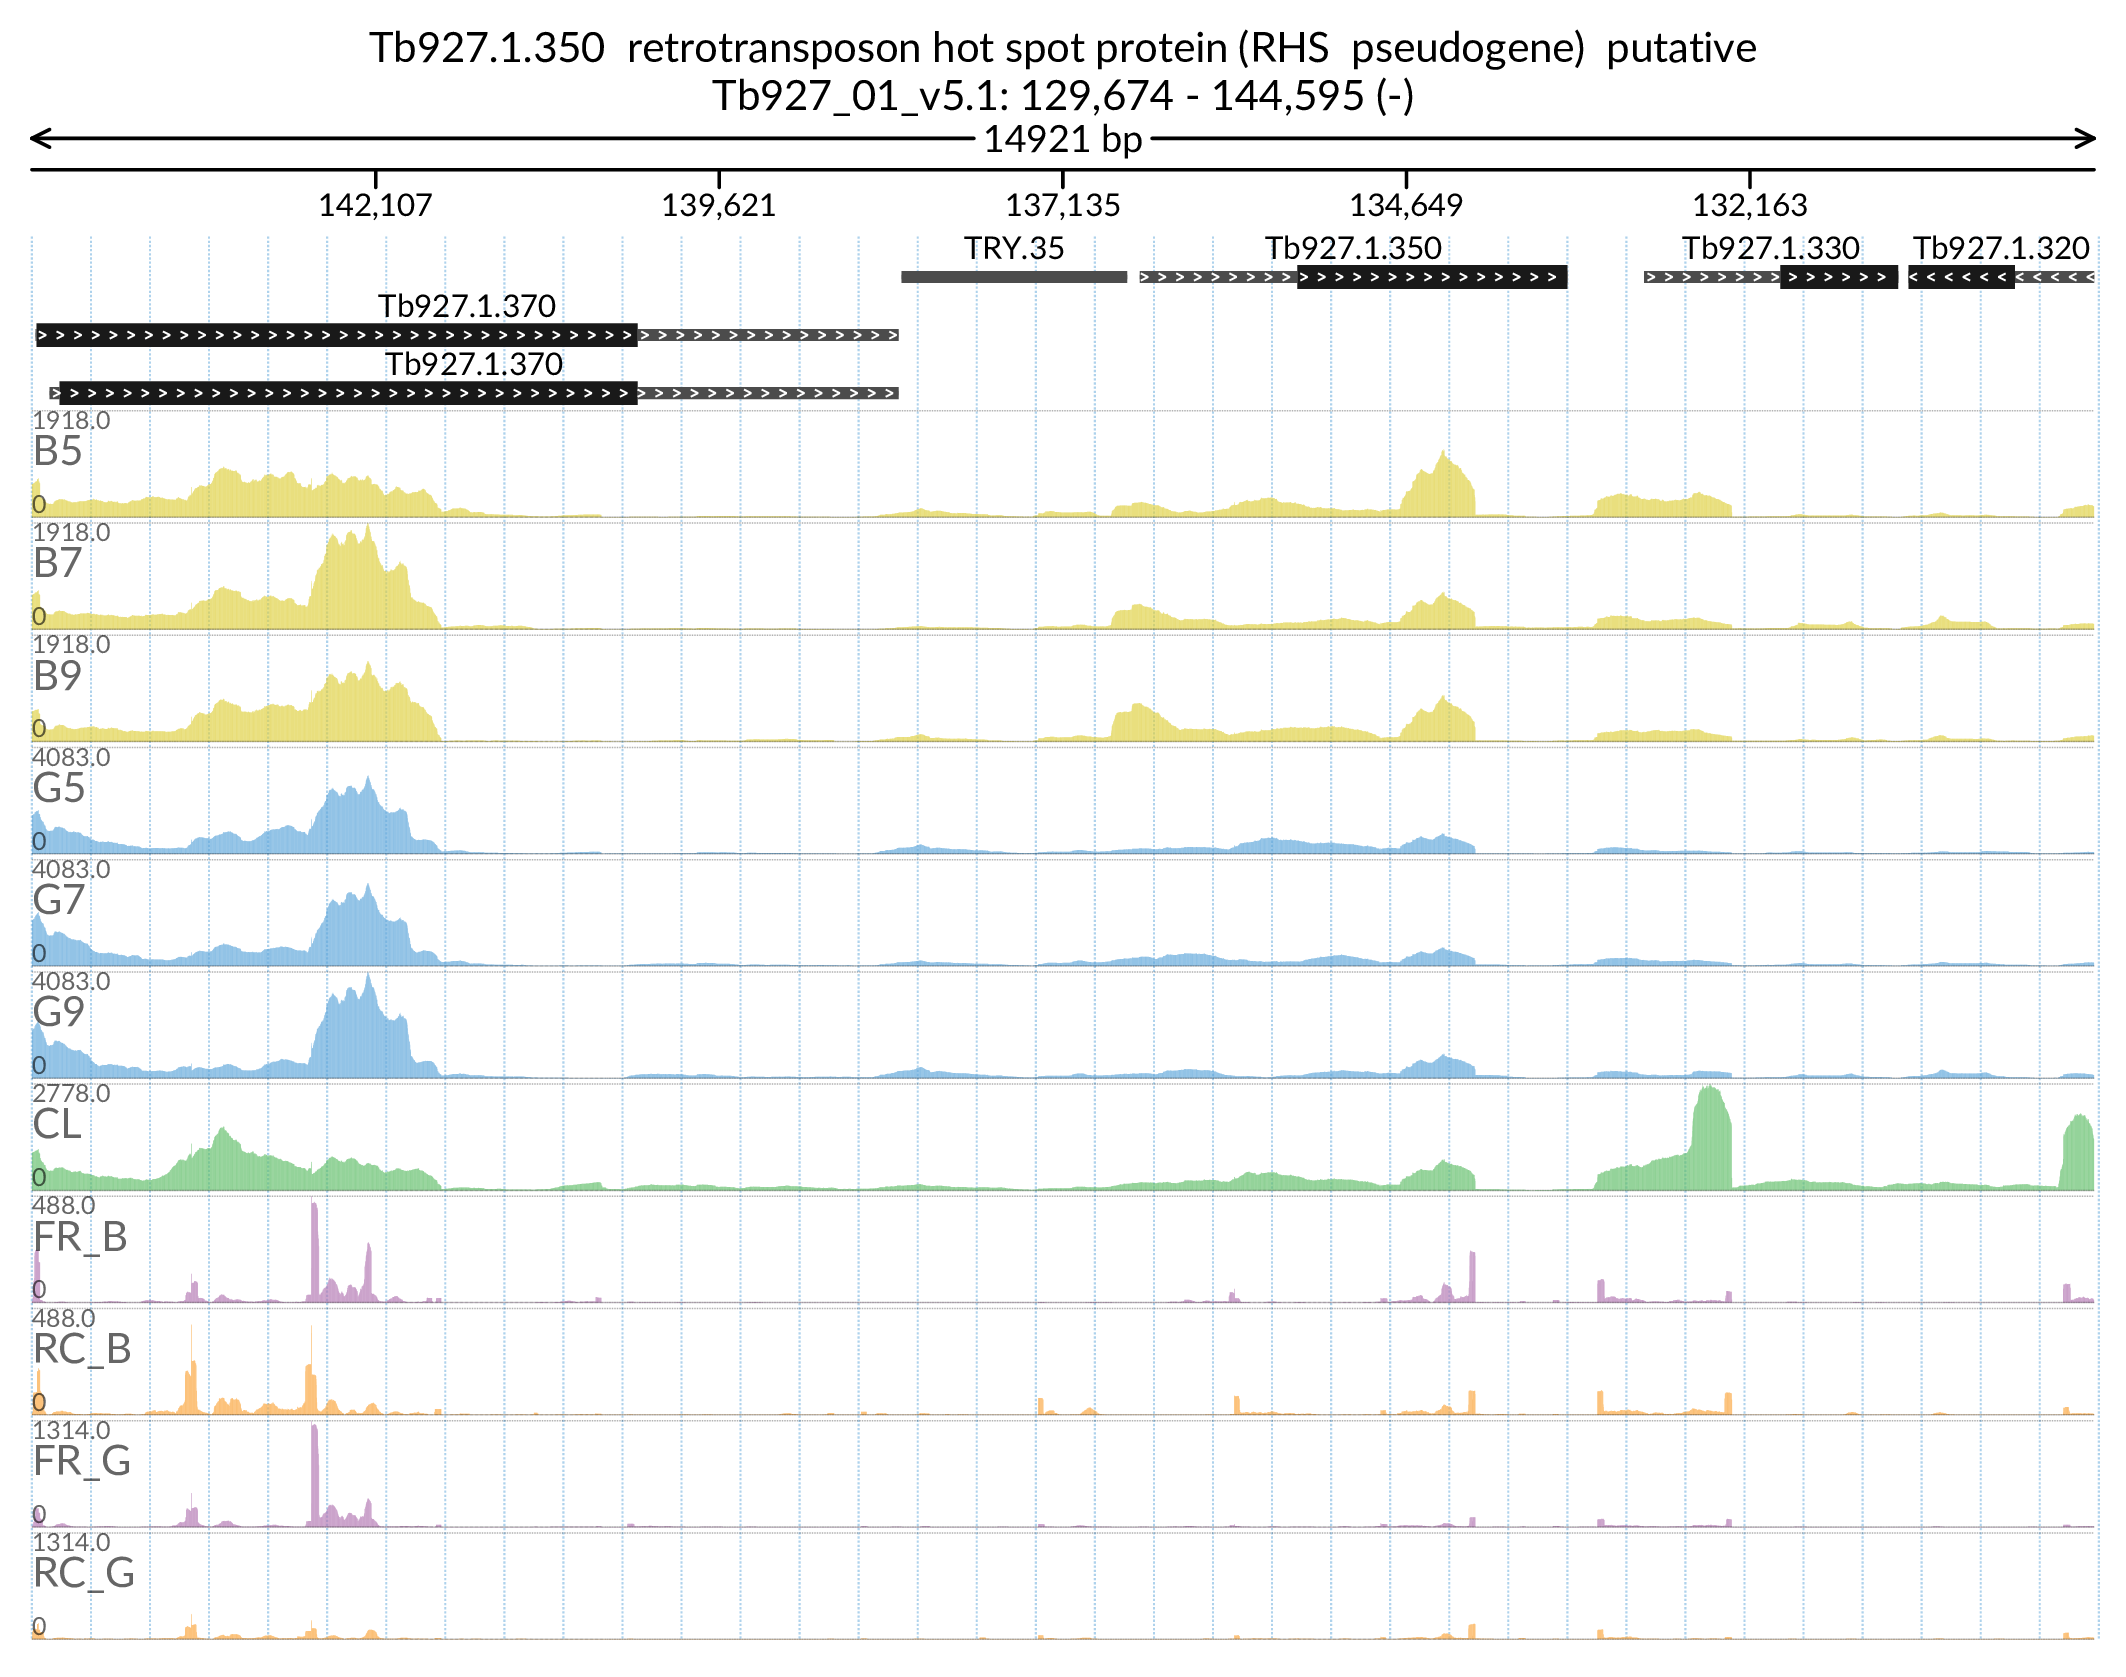 Tb927.1.350 retrotransposon hot spot protein (RHS pseudogene) putative
Tb927_01_v5.1: 129,674 - 144,595 (-)
14921 bp
142,107 139,621 137,135 134,649 132,163
TRY.35 Tb927.1.350 Tb927.1.330 Tb927.1.320
Tb927.1.370
Tb927.1.370
1918.0
B5
0
1918.0
B7
0
1918.0
B9
0
4083.0
G5
0
4083.0
G7
0
4083.0
G9
0
2778.0
CL
0
488.0
FR_B
0
488.0
RC_B
0
1314.0
FR_G
0
1314.0
RC_G
0